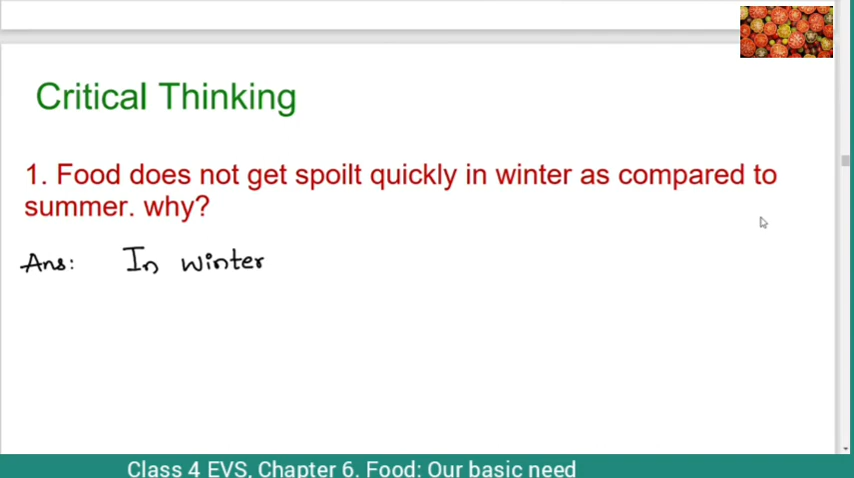 Critical Thinking
1. Food does not get spoilt quickly in winter as compared to
summer. why?
Ans: In winter
Class 4 EVS, Chapter 6. Food: Our basic need